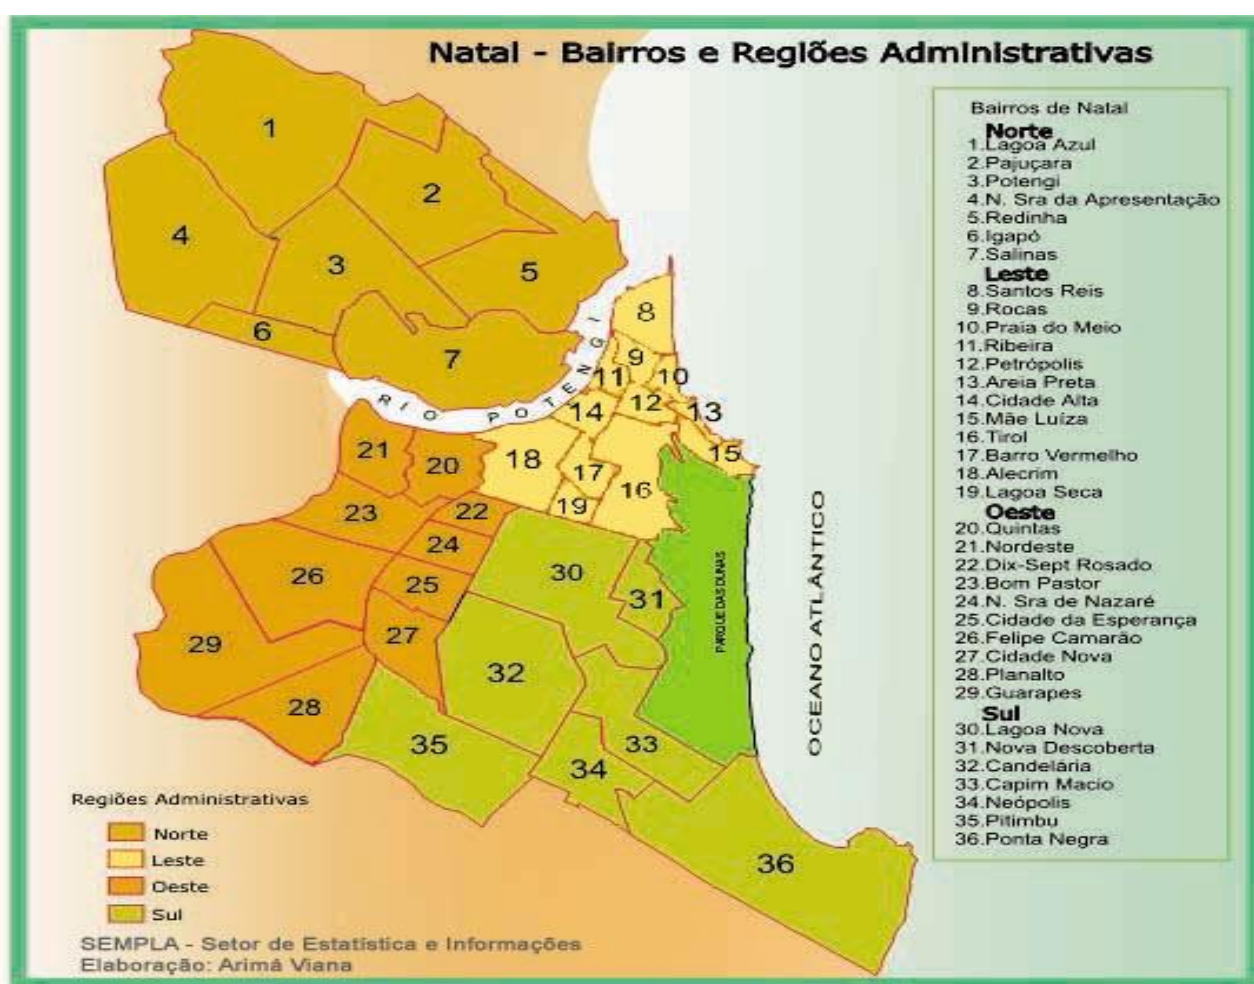 Natal - Bairros e Regiões Administrativas
Bairros de Natal
Norte
1.Lagoa Azul
2.Pajuçara
3.Potengi
4.N. Sra da Apresentação
5.Redinha
6.Igapó
7.Salinas
Leste
8.Santos Reis
9.Rocas
10.Praia do Meio
11.Ribeira
12.Petrópolis
13.Areia Preta
14.Cidade Alta
15.Mãe Luíza
16.Tirol
17.Barro Vermelho
18.Alecrim
19.Lagoa Seca
Oeste
20.Quintas
21.Nordeste
22.Dix-Sept Rosado
23.Bom Pastor
24.N. Sra de Nazaré
25.Cidade da Esperança
26.Felipe Camarão
27.Cidade Nova
28.Planalto
29.Guarapes
Sul
30.Lagoa Nova
31.Nova Descoberta
32.Candelária
33.Capim Macio
34.Neópolis
35.Pitimbu
36.Ponta Negra
1
2
4
3
5
6
7
8
9
10
11
12
13
14
15
RIO POTENGI
21
20
18
17
16
19
22
23
24
30
26
25
31
27
29
32
28
35
33
34
36
PARQUE DAS DUNAS
OCEANO ATLÂNTICO
Regiões Administrativas
Norte
Leste
Oeste
Sul
SEMPLA - Setor de Estatística e Informações
Elaboração: Arimá Viana